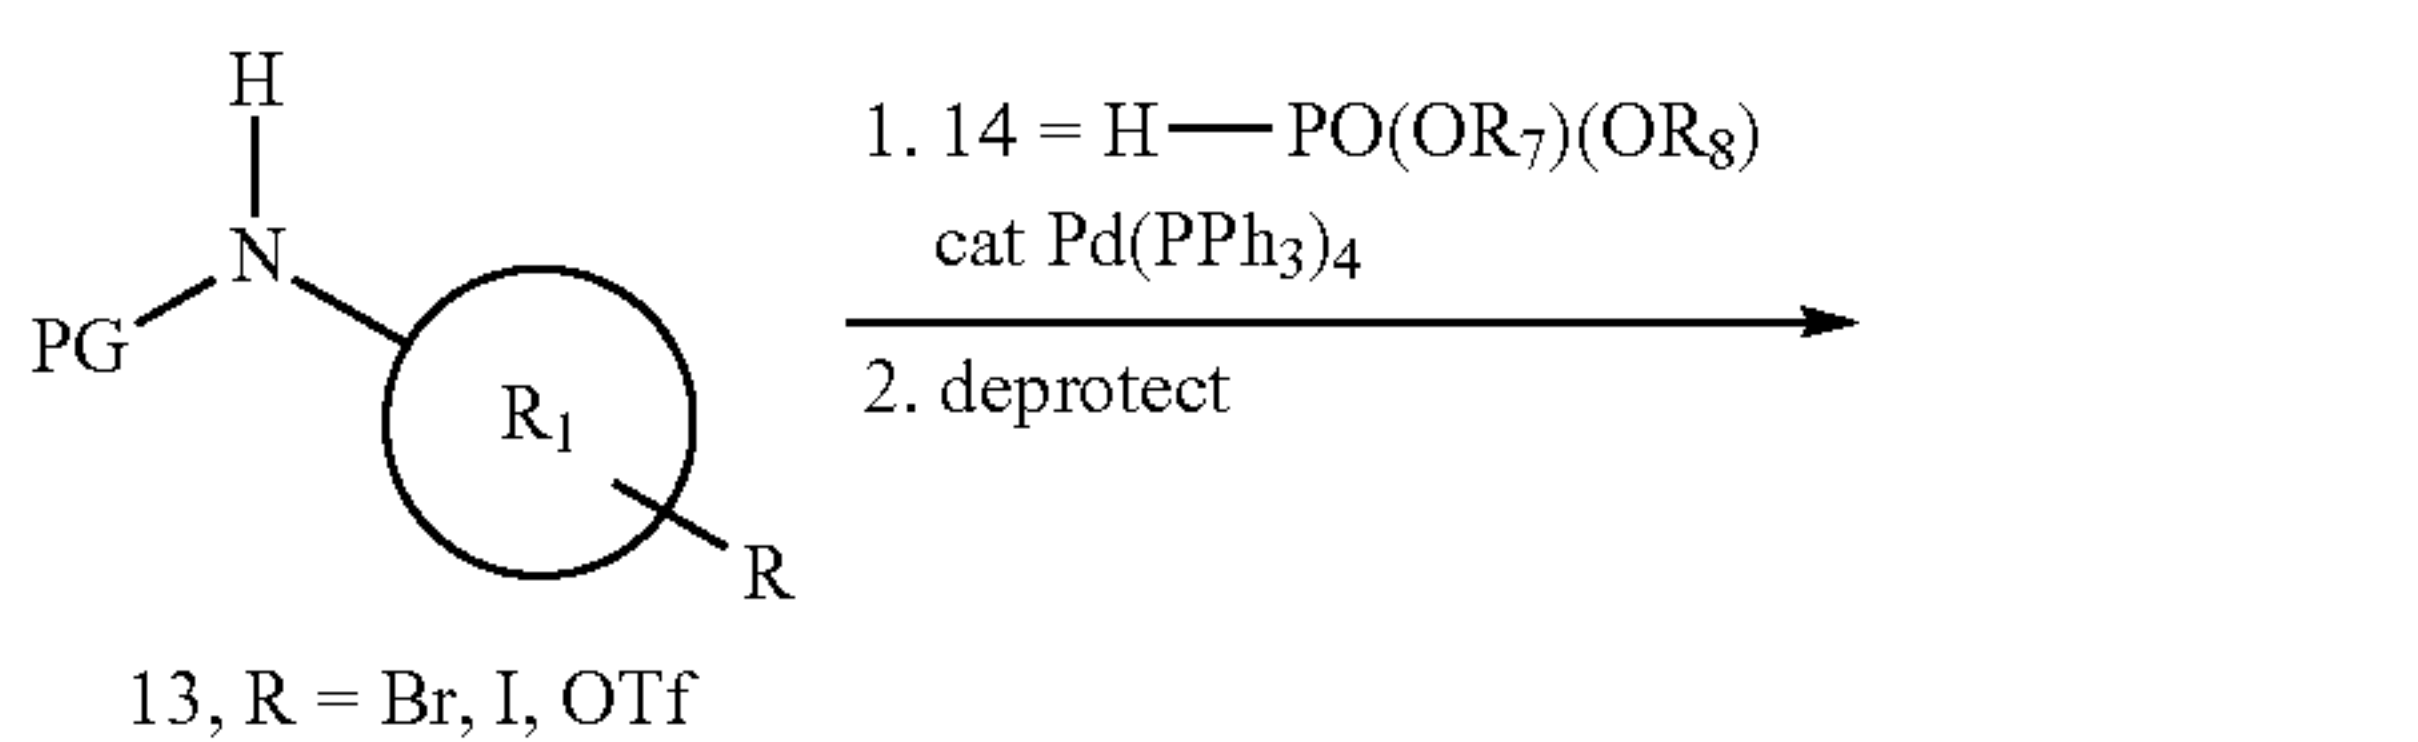 H
N
PG
R₁
R
13, R = Br, I, OTf
1. 14 = H—PO(OR₇)(OR₈)
cat Pd(PPh₃)₄
2. deprotect